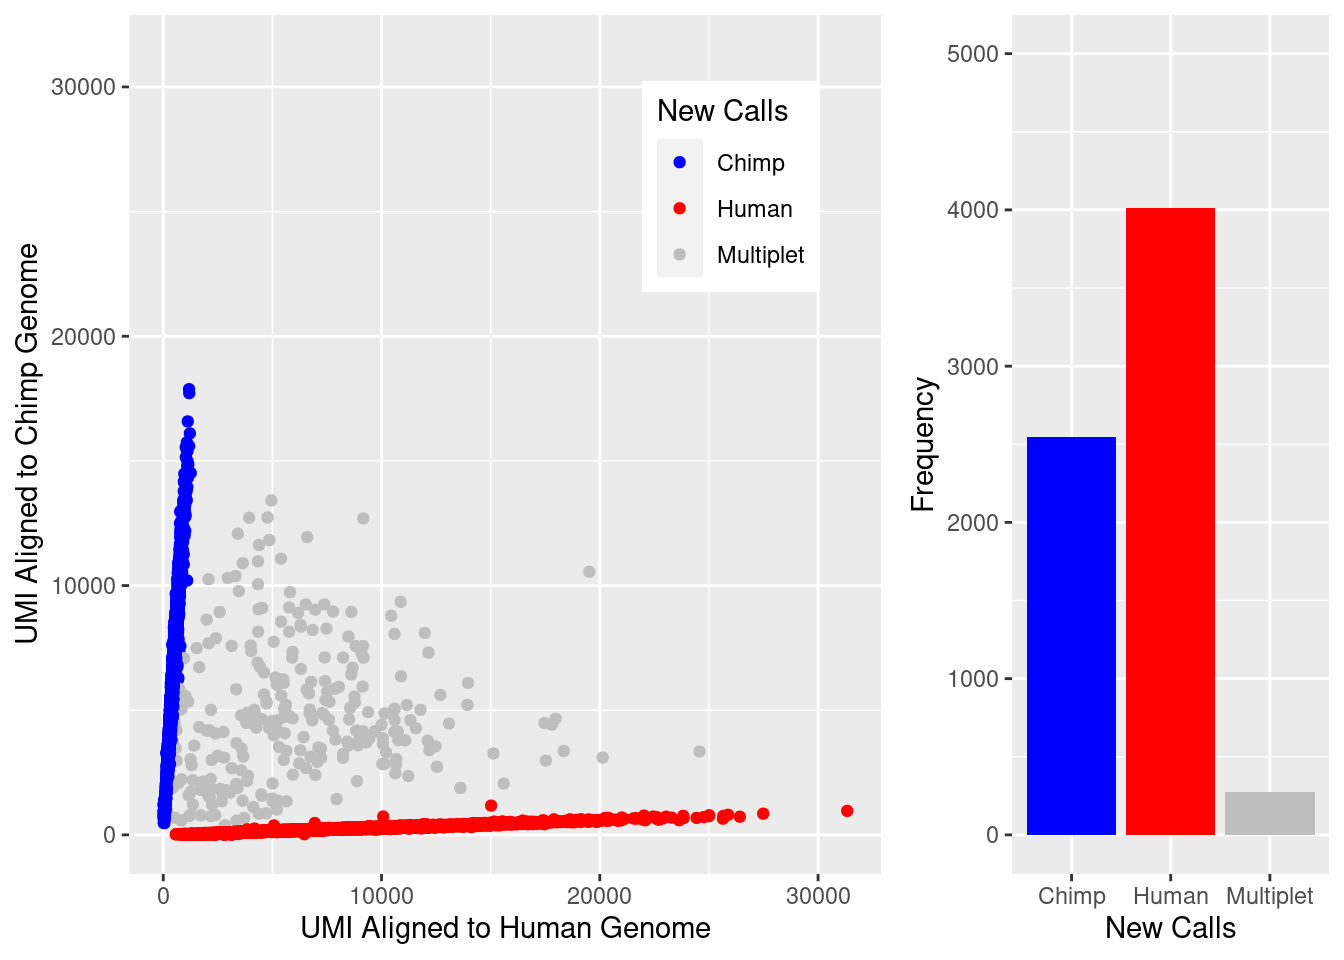 UMI Aligned to Chimp Genome
30000
20000
10000
0
New Calls
Chimp
Human
Multiplet
0 10000 20000 30000
UMI Aligned to Human Genome
Frequency
5000
4000
3000
2000
1000
0
Chimp Human Multiplet
New Calls